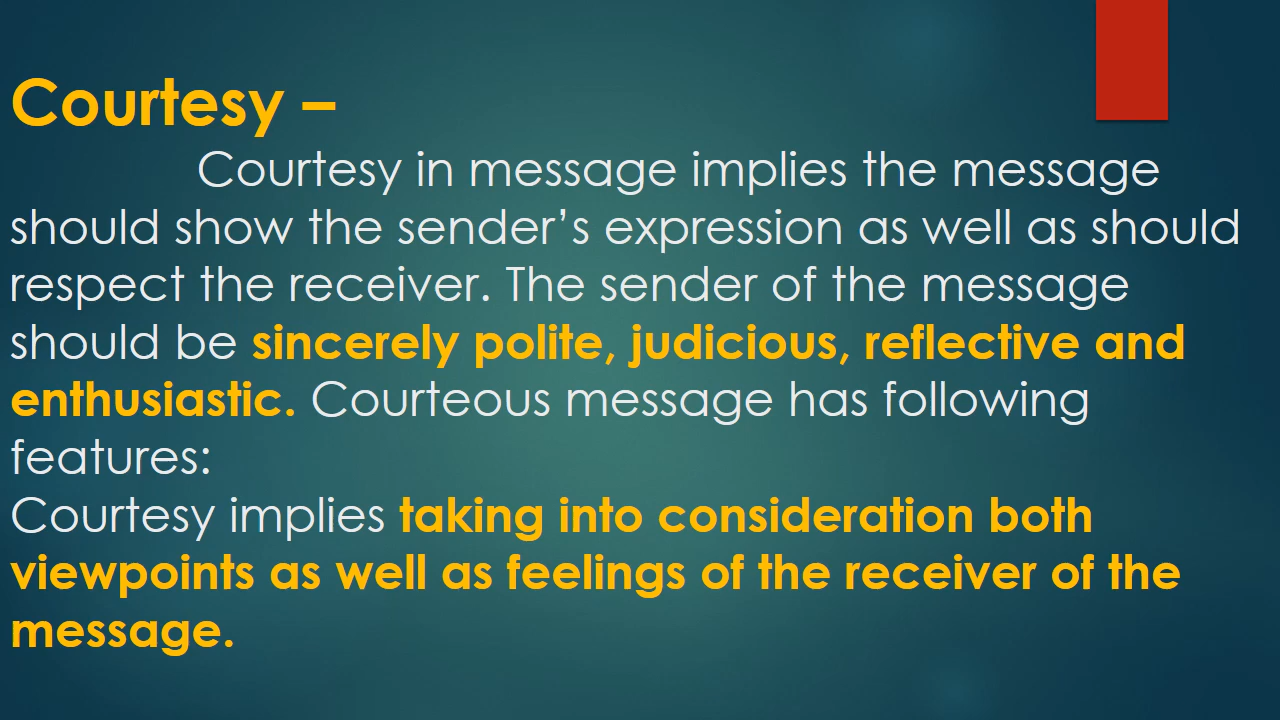 Courtesy –
Courtesy in message implies the message
should show the sender’s expression as well as should
respect the receiver. The sender of the message
should be sincerely polite, judicious, reflective and
enthusiastic. Courteous message has following
features:
Courtesy implies taking into consideration both
viewpoints as well as feelings of the receiver of the
message.